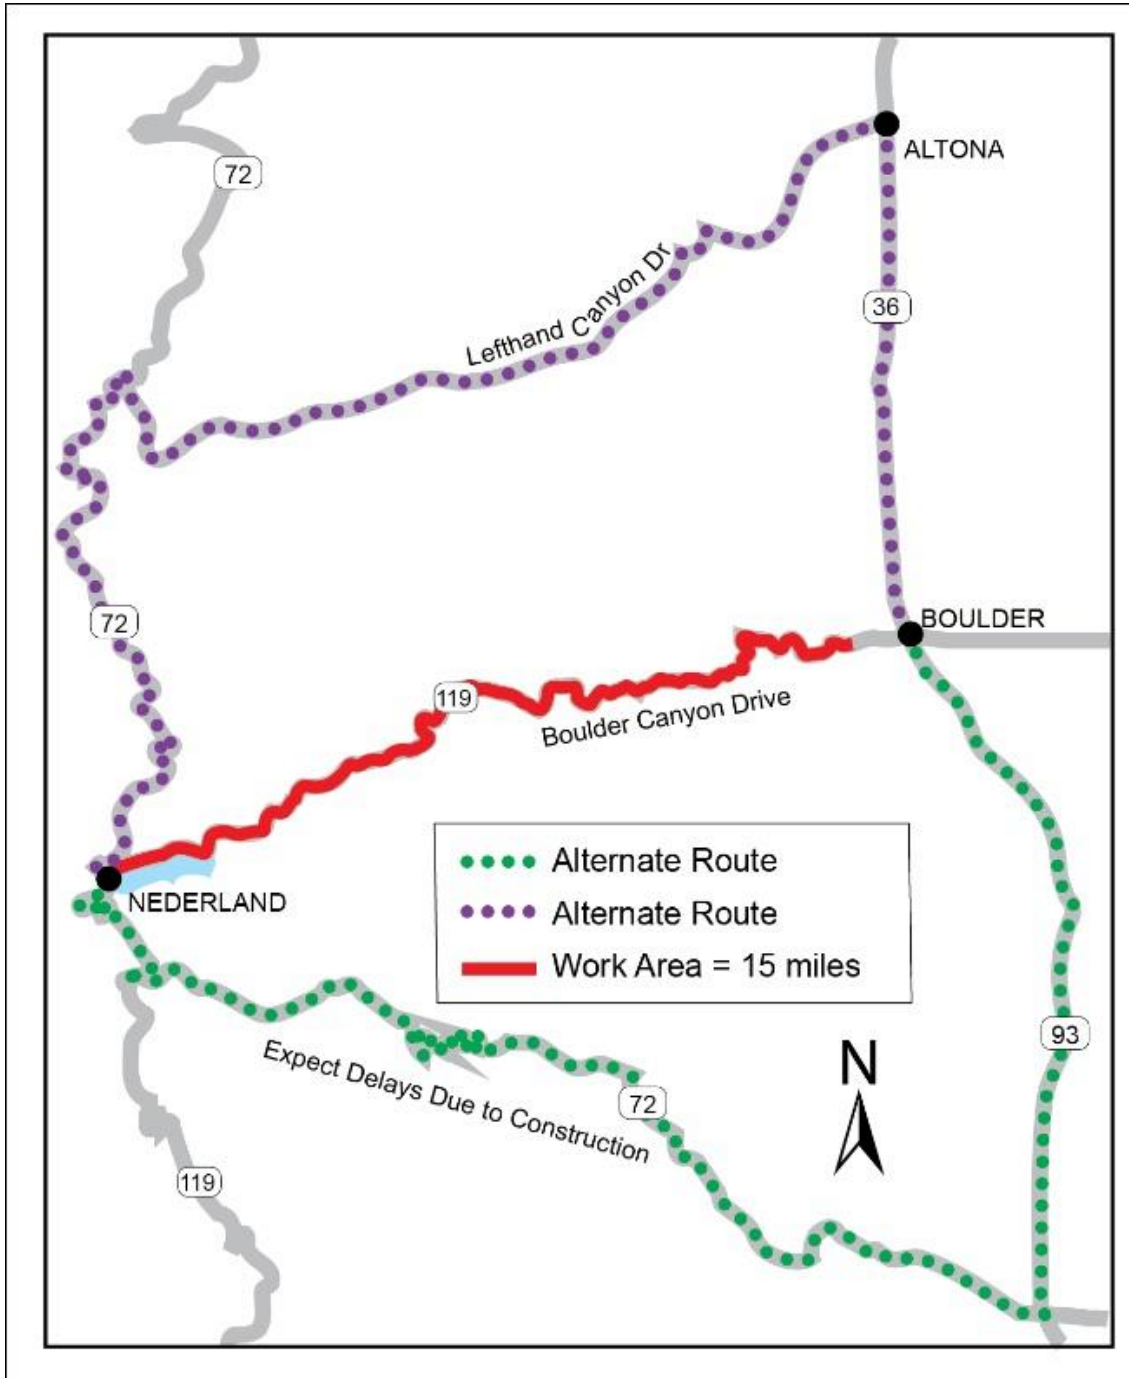 ALTONA
72
36
Lefthand Canyon Dr
72
BOULDER
119
Boulder Canyon Drive
Alternate Route
Alternate Route
Work Area = 15 miles
NEDERLAND
93
N
Expect Delays Due to Construction
72
119